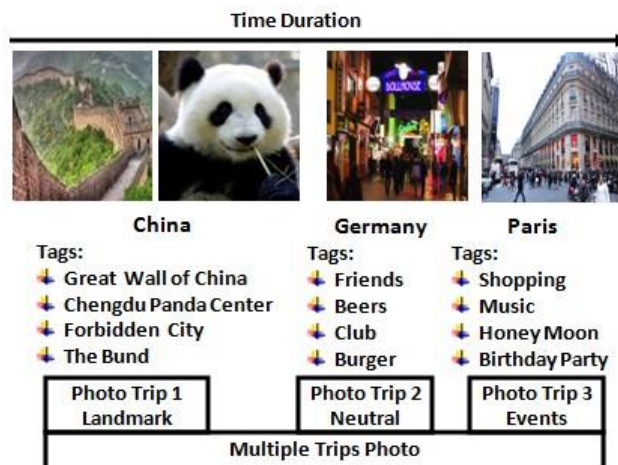 Time Duration
DOLLHOUSE
China
Tags:
Great Wall of China
Chengdu Panda Center
Forbidden City
The Bund
Germany
Tags:
Friends
Beers
Club
Burger
Paris
Tags:
Shopping
Music
Honey Moon
Birthday Party
Photo Trip 1
Landmark
Photo Trip 2
Neutral
Photo Trip 3
Events
Multiple Trips Photo